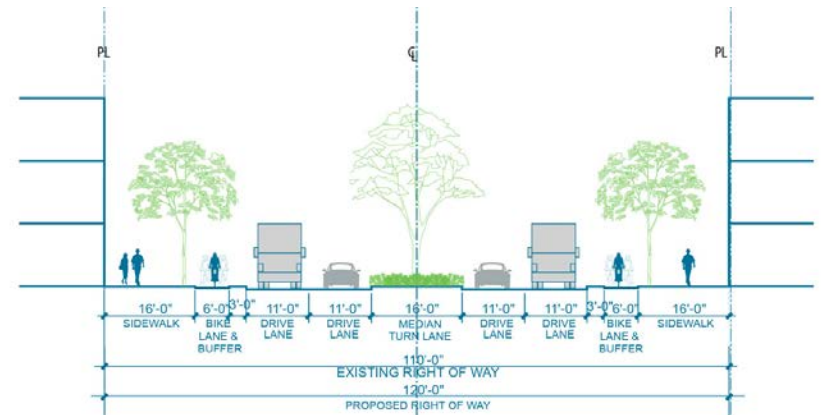 PL ℄ PL
16'-0" 6'-0" 3'-0" 11'-0" 11'-0" 16'-0" 11'-0" 11'-0" 3'-0" 6'-0" 16'-0"
SIDEWALK BIKE DRIVE DRIVE MEDIAN DRIVE DRIVE BIKE SIDEWALK
LANE & LANE LANE TURN LANE LANE LANE LANE &
BUFFER BUFFER
110'-0"
EXISTING RIGHT OF WAY
120'-0"
PROPOSED RIGHT OF WAY